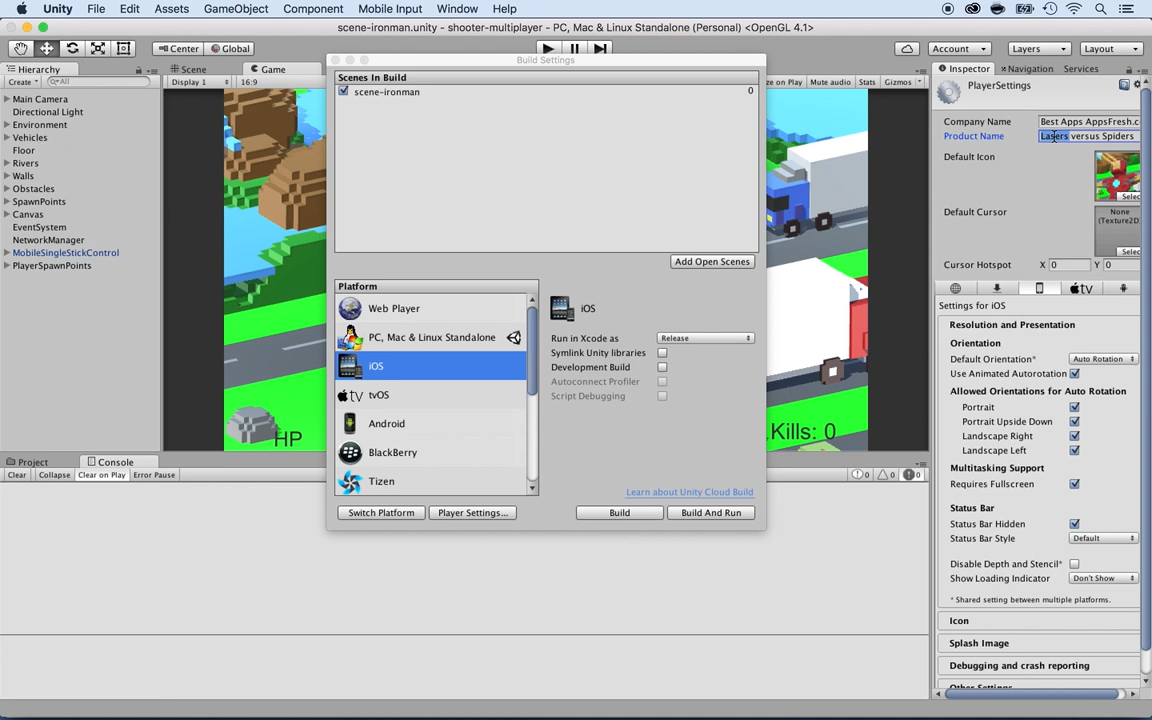 Unity File Edit Assets GameObject Component Mobile Input Window Help
scene-ironman.unity - shooter-multiplayer - PC, Mac & Linux Standalone (Personal) <OpenGL 4.1>
Center Global Account Layers Layout
Hierarchy Scene Game Inspector Navigation Services
Create All
Display 1 16:9 ze on Play Mute audio Stats Gizmos
Main Camera
Directional Light
Environment
Vehicles
Floor
Rivers
Walls
Obstacles
SpawnPoints
Canvas
EventSystem
NetworkManager
MobileSingleStickControl
PlayerSpawnPoints
HP
Kills: 0
Build Settings
Scenes In Build
scene-ironman 0
Add Open Scenes
Platform
Web Player
PC, Mac & Linux Standalone
iOS
tvOS
Android
BlackBerry
Tizen
iOS
Run in Xcode as Release
Symlink Unity libraries
Development Build
Autoconnect Profiler
Script Debugging
Learn about Unity Cloud Build
Switch Platform Player Settings... Build Build And Run
PlayerSettings
Company Name Best Apps AppsFresh.c
Product Name Lasers versus Spiders
Default Icon
Selec
Default Cursor None
(Texture2D
Selec
Cursor Hotspot X 0 Y 0
tv
Settings for iOS
Resolution and Presentation
Orientation
Default Orientation* Auto Rotation
Use Animated Autorotation
Allowed Orientations for Auto Rotation
Portrait
Portrait Upside Down
Landscape Right
Landscape Left
Multitasking Support
Requires Fullscreen
Status Bar
Status Bar Hidden
Status Bar Style Default
Disable Depth and Stencil*
Show Loading Indicator Don't Show
* Shared setting between multiple platforms.
Icon
Splash Image
Debugging and crash reporting
Other Settings
Project Console
Clear Collapse Clear on Play Error Pause 0 0 0